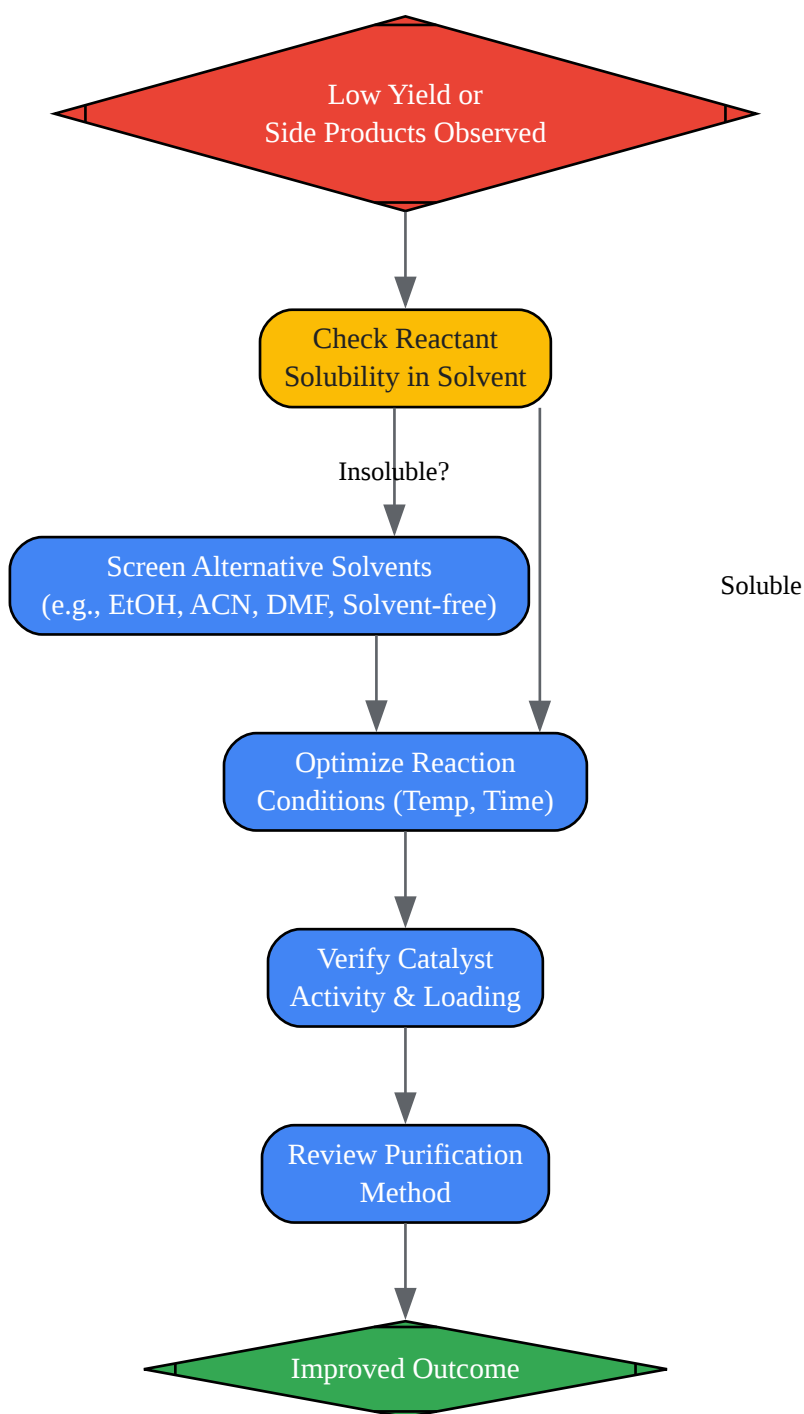 Low Yield or
Side Products Observed
Check Reactant
Solubility in Solvent
Insoluble?
Screen Alternative Solvents
(e.g., EtOH, ACN, DMF, Solvent-free)
Soluble
Optimize Reaction
Conditions (Temp, Time)
Verify Catalyst
Activity & Loading
Review Purification
Method
Improved Outcome